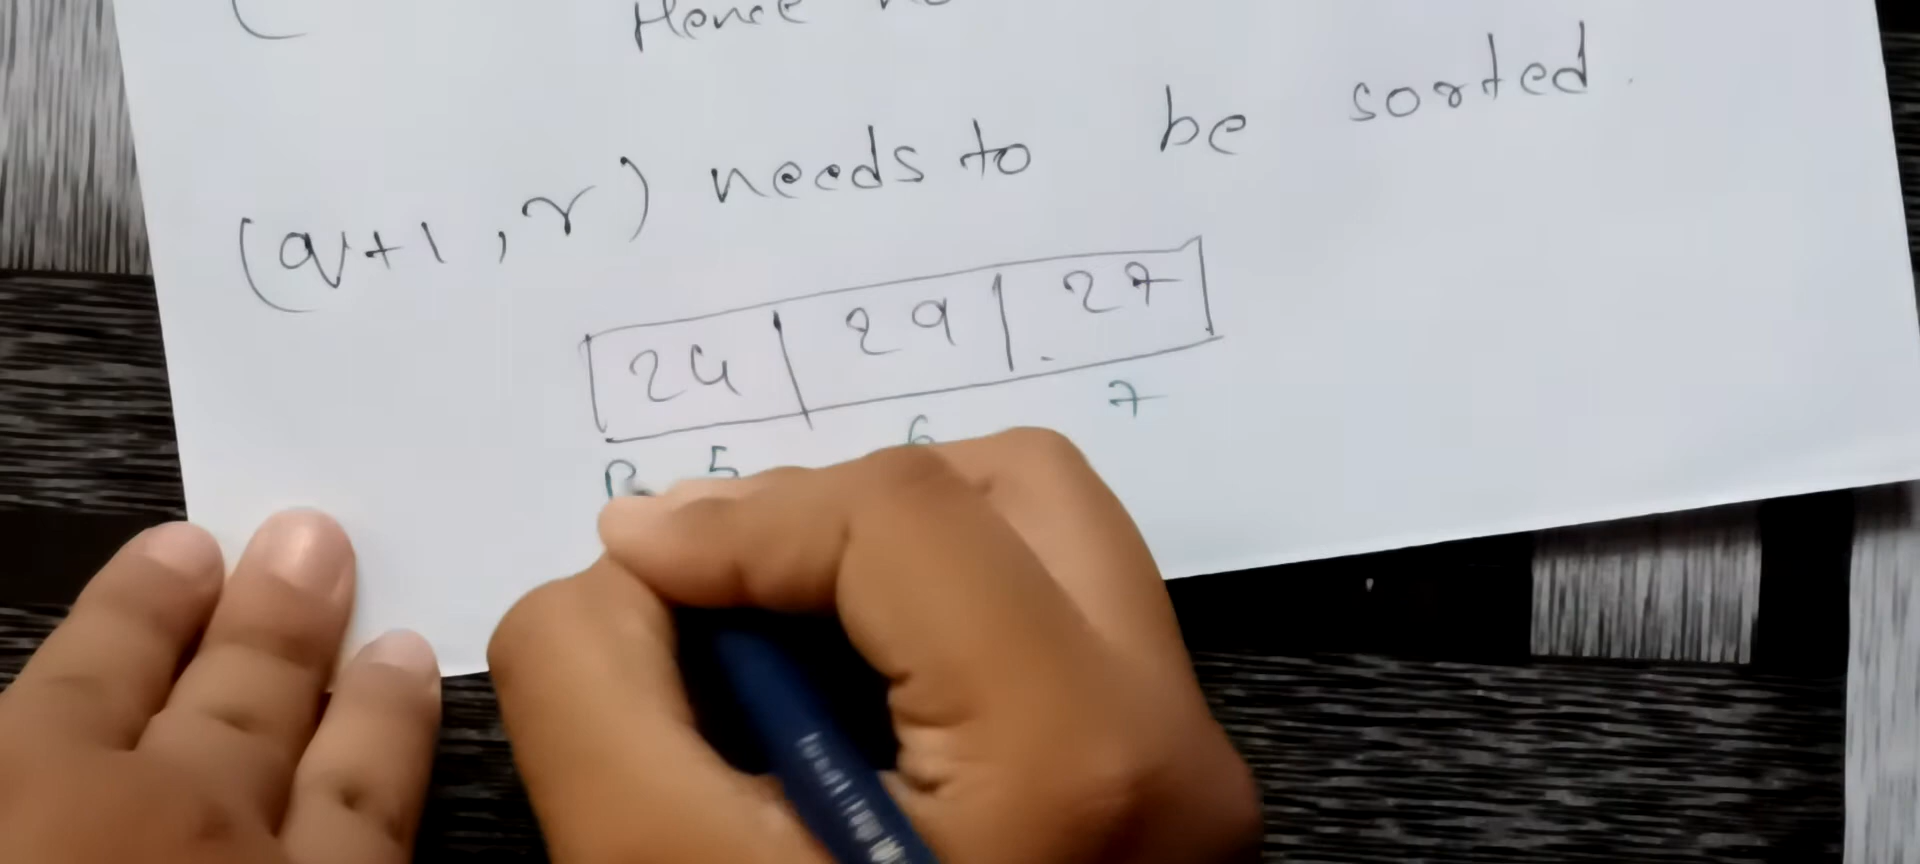 Hence
(q+1, r) needs to be sorted.
24 | 29 | 27
5 6 7